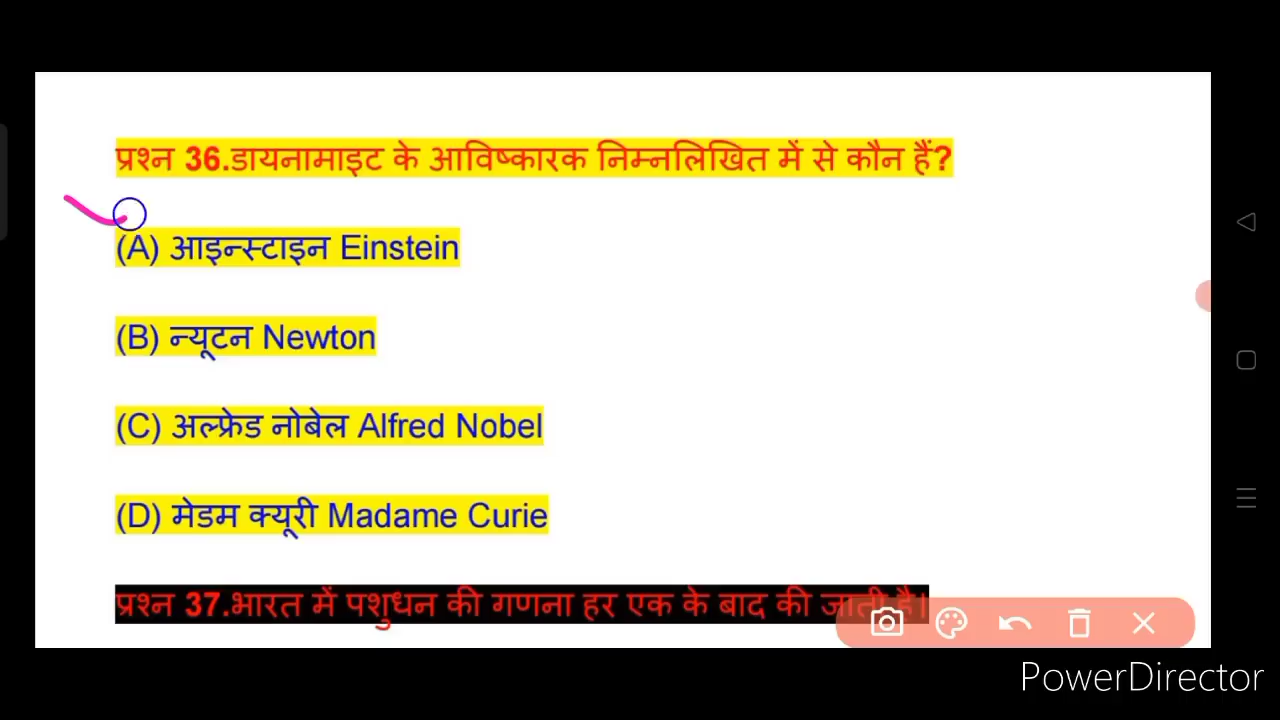 प्रश्न 36.डायनामाइट के आविष्कारक निम्नलिखित में से कौन हैं?
(A) आइन्स्टाइन Einstein
(B) न्यूटन Newton
(C) अल्फ्रेड नोबेल Alfred Nobel
(D) मेडम क्यूरी Madame Curie
प्रश्न 37.भारत में पशुधन की गणना हर एक के बाद की जाती है।
PowerDirector